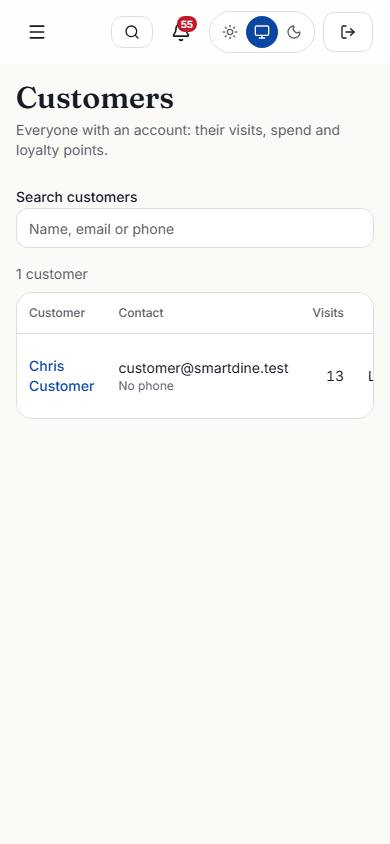 55
Customers
Everyone with an account: their visits, spend and
loyalty points.
Search customers
Name, email or phone
1 customer
Customer Contact Visits
Chris
Customer
customer@smartdine.test
No phone
13